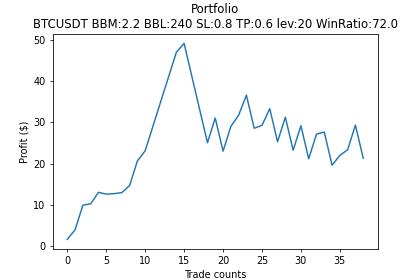 Portfolio
BTCUSDT BBM:2.2 BBL:240 SL:0.8 TP:0.6 lev:20 WinRatio:72.0
50
40
30
20
10
0
Profit ($)
0 5 10 15 20 25 30 35
Trade counts